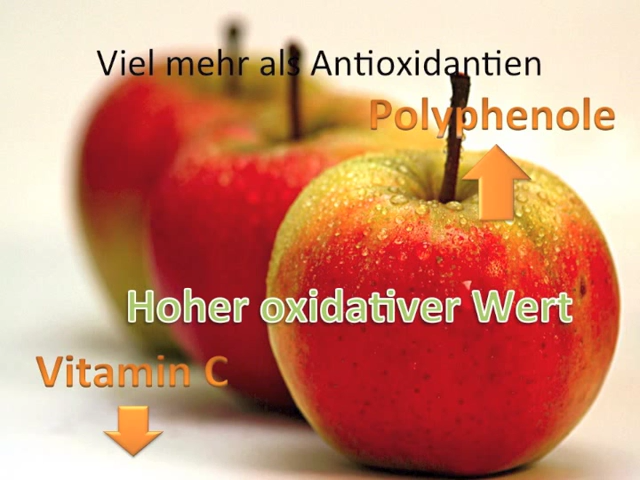 Viel mehr als Antioxidantien
Polyphenole
Hoher oxidativer Wert
Vitamin C